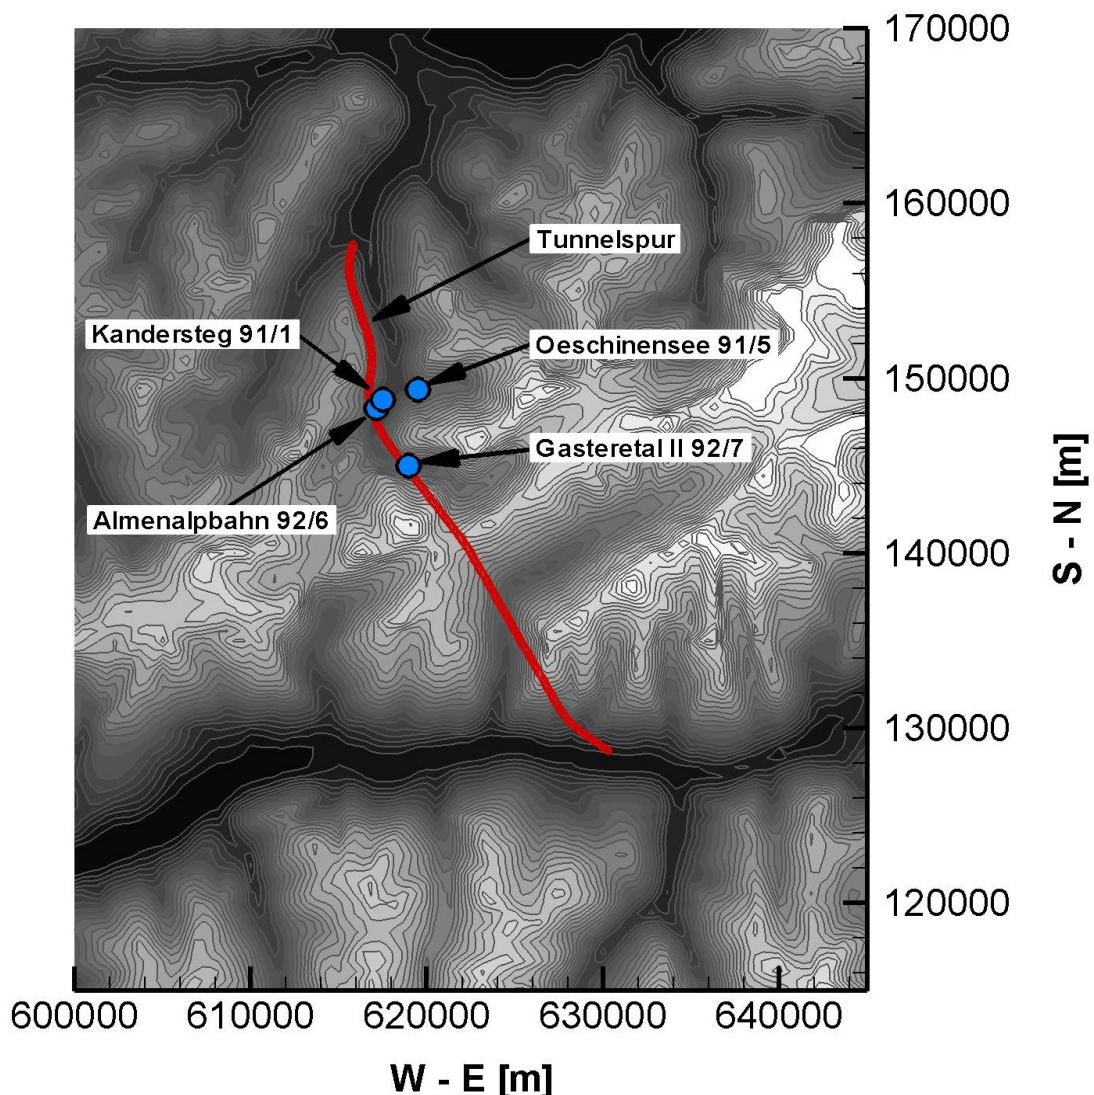 170000
160000
Tunnelspur
Kandersteg 91/1
Oeschinensee 91/5
150000
Gasteretal II 92/7
Almenalpbahn 92/6
S - N [m]
140000
130000
120000
600000 610000 620000 630000 640000
W - E [m]